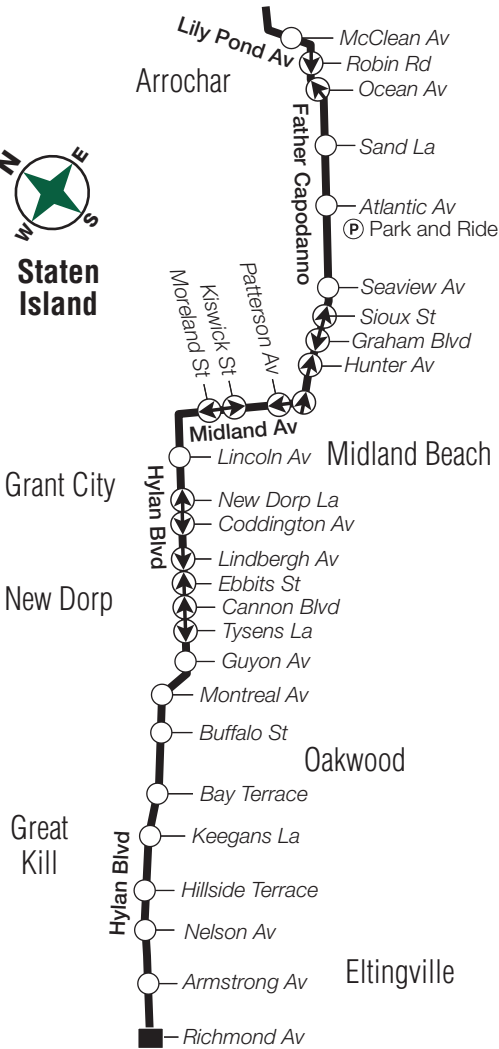 McClean Av
Lily Pond Av
Robin Rd
Arrochar
Ocean Av
Father Capodanno
Sand La
N
E
W
S
Atlantic Av
P Park and Ride
Staten
Island
Seaview Av
Sioux St
Graham Blvd
Hunter Av
Moreland St
Kiswick St
Patterson Av
Midland Av
Lincoln Av
Midland Beach
Grant City
Hylan Blvd
New Dorp La
Coddington Av
Lindbergh Av
Ebbits St
New Dorp
Cannon Blvd
Tysens La
Guyon Av
Montreal Av
Buffalo St
Oakwood
Bay Terrace
Great
Kill
Keegans La
Hylan Blvd
Hillside Terrace
Nelson Av
Eltingville
Armstrong Av
Richmond Av